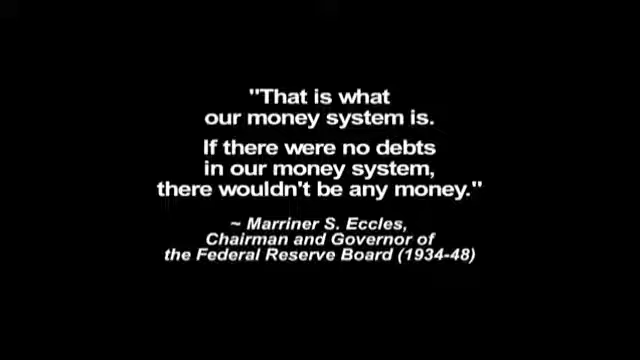 "That is what
our money system is.
If there were no debts
in our money system,
there wouldn't be any money."
~ Marriner S. Eccles,
Chairman and Governor of
the Federal Reserve Board (1934-48)